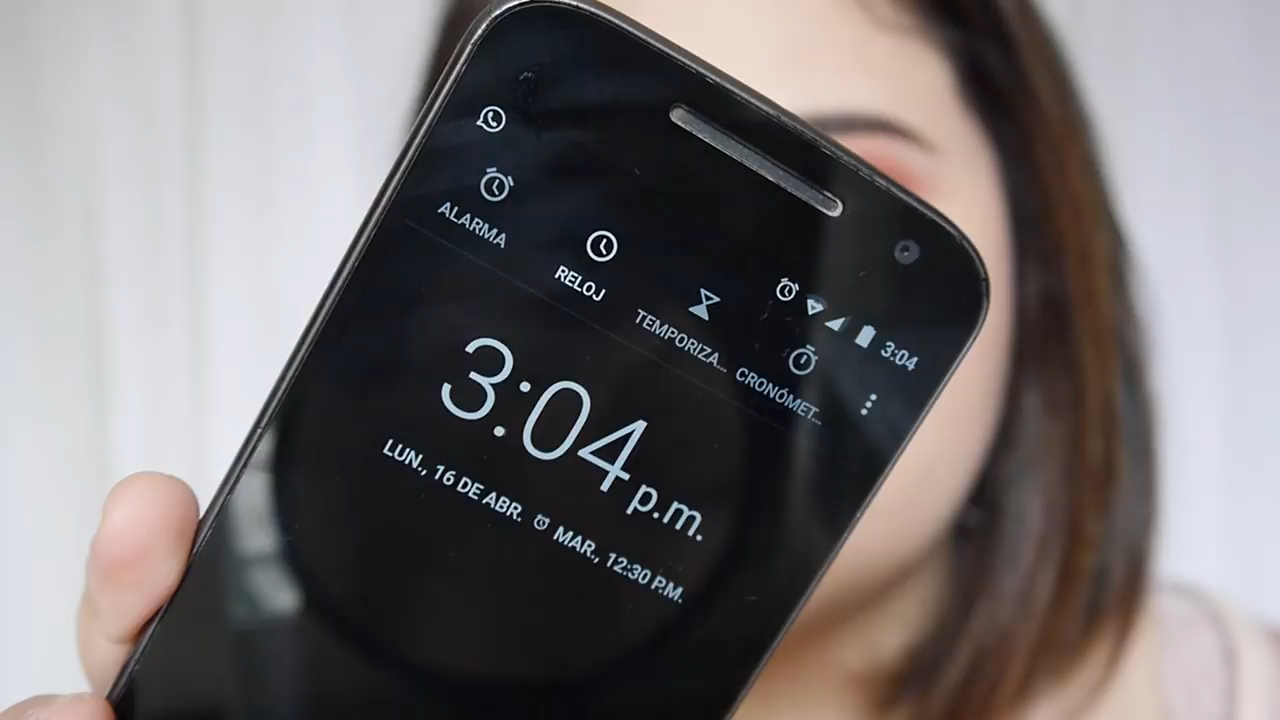 3:04
ALARMA
RELOJ
TEMPORIZA...
CRONÓMET...
3:04 p.m.
LUN., 16 DE ABR. MAR., 12:30 P.M.